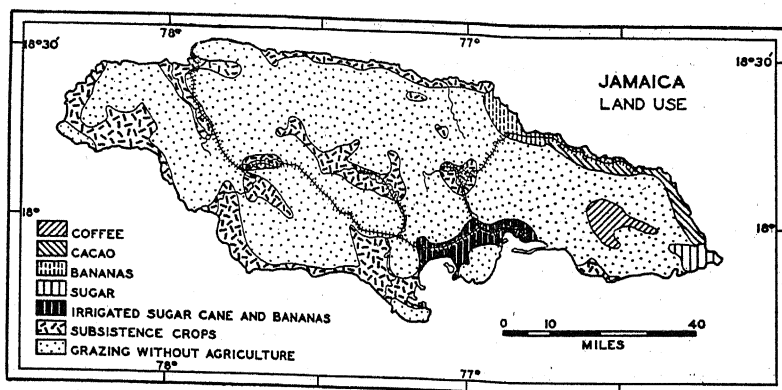 78° 77°
18°30' 18°30'
JAMAICA
LAND USE
18° 18°
COFFEE
CACAO
BANANAS
SUGAR
IRRIGATED SUGAR CANE AND BANANAS
SUBSISTENCE CROPS
GRAZING WITHOUT AGRICULTURE
0 10 40
MILES
78° 77°